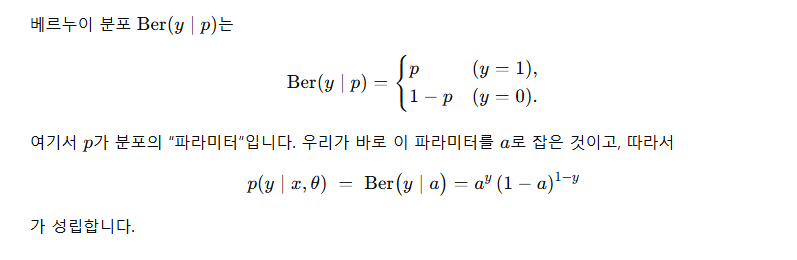 베르누이 분포 Ber(y | p)는
Ber(y | p) = { p (y = 1),
1 − p (y = 0).
여기서 p가 분포의 “파라미터”입니다. 우리가 바로 이 파라미터를 a로 잡은 것이고, 따라서
p(y | x, θ) = Ber(y | a) = a^y (1 − a)^{1−y}
가 성립합니다.